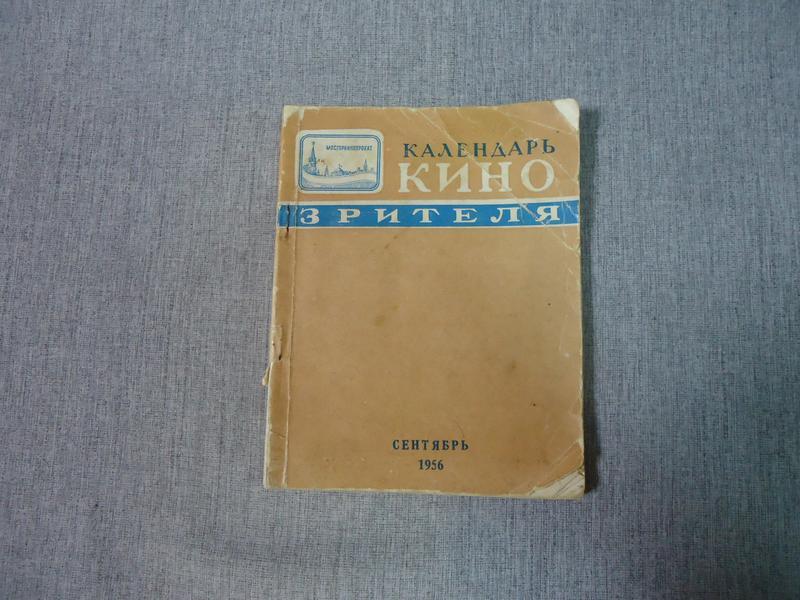 МОСГОРКИНОПРОКАТ
КАЛЕНДАРЬ
КИНО
ЗРИТЕЛЯ
СЕНТЯБРЬ
1956